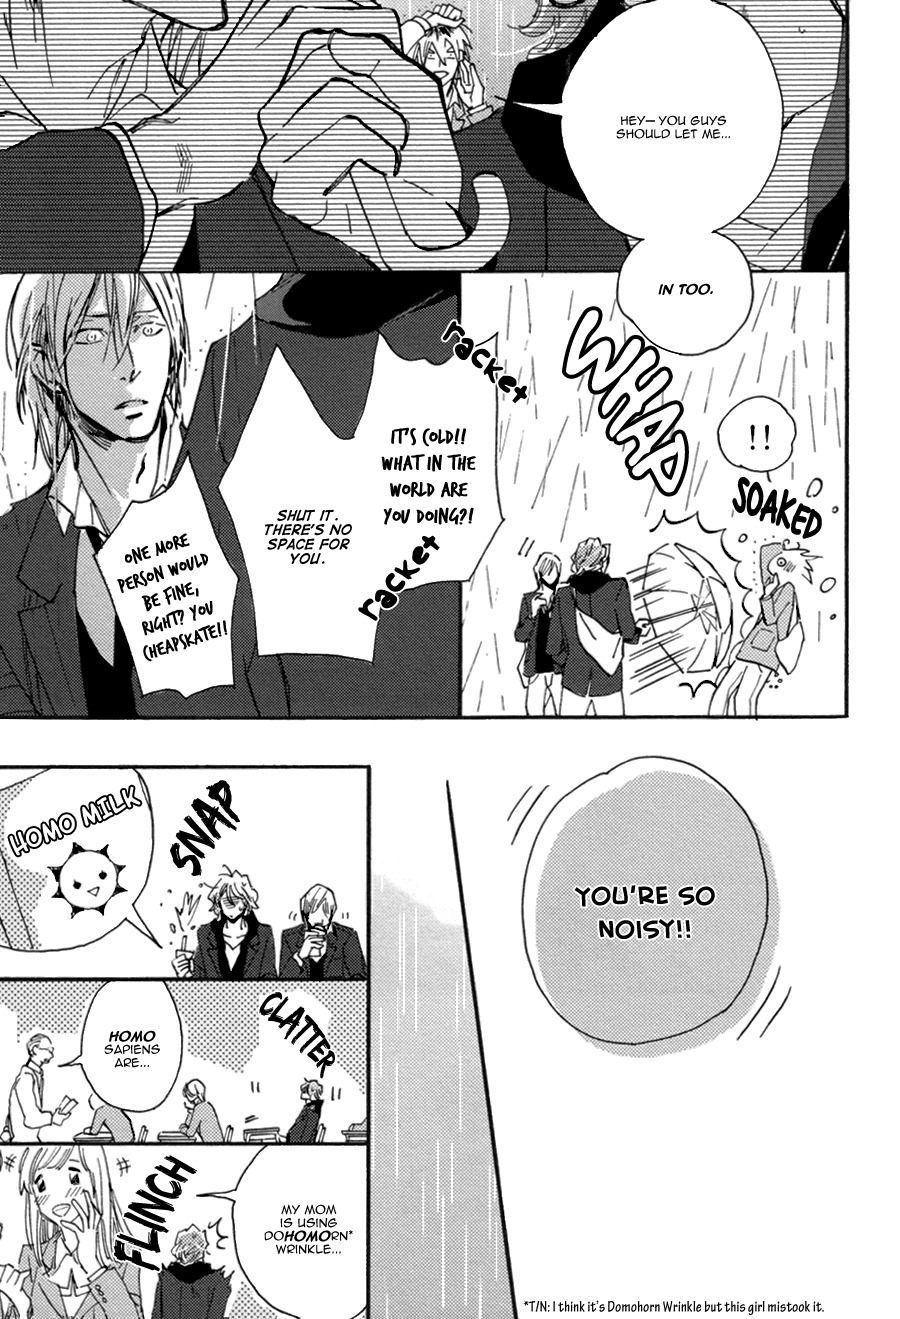 HEY— YOU GUYS
SHOULD LET ME...
IN TOO.
WHAP
!!
SOAKED
racket
IT'S COLD!!
WHAT IN THE
WORLD ARE
YOU DOING?!
racket
SHUT IT.
THERE'S NO
SPACE FOR
YOU.
ONE MORE
PERSON WOULD
BE FINE,
RIGHT? YOU
CHEAPSKATE!!
YOU'RE SO
NOISY!!
SNAP
HOMO MILK
CLATTER
HOMO
SAPIENS
ARE...
MY MOM
IS USING
DOHOMORN*
WRINKLE...
FLINCH
*T/N: I think it's Domohorn Wrinkle but this girl mistook it.